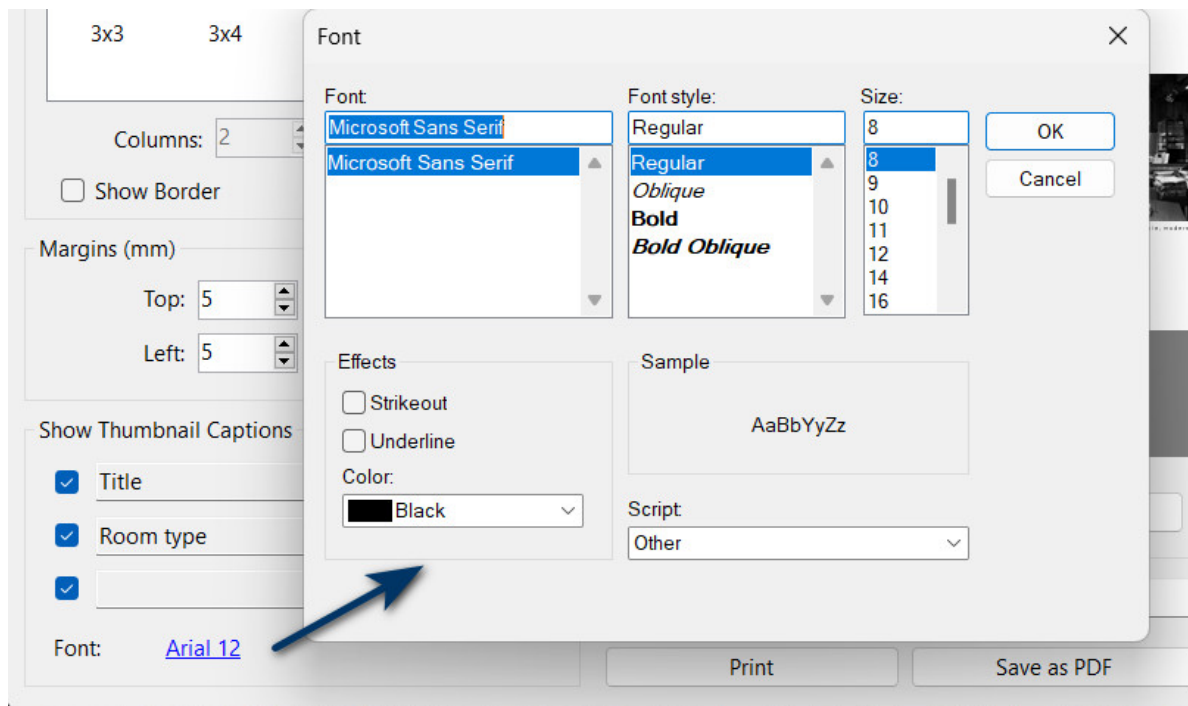 3x3 3x4
Columns: 2
Show Border
Margins (mm)
Top: 5
Left: 5
Show Thumbnail Captions
Title
Room type
Font: Arial 12
Font
Font: Font style: Size:
Microsoft Sans Serif Regular 8
OK
Microsoft Sans Serif
Regular
Oblique
Bold
Bold Oblique
8
9
10
11
12
14
16
Cancel
Effects
Strikeout
Underline
Color:
Black
Sample
AaBbYyZz
Script:
Other
Print Save as PDF